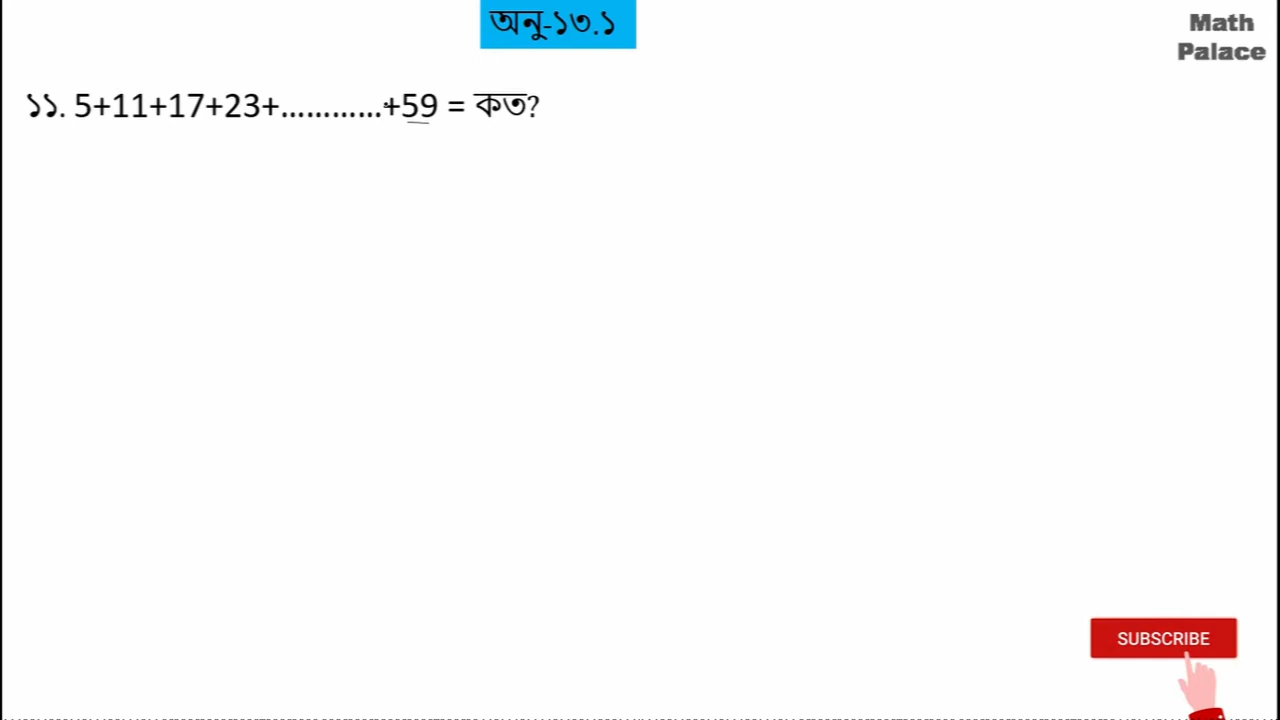 অনু-১৩.১
Math
Palace
১১. 5+11+17+23+............+59 = কত?
SUBSCRIBE